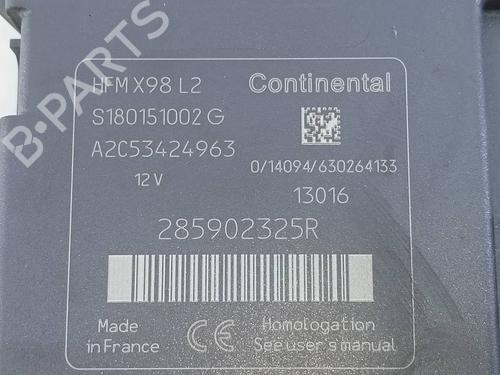 HFM X98 L2
Continental
S180151002 G
A2C53424963
0/14094/630264133
12 V
13016
285902325R
Made
in France
CE
Homologation
See user's manual
B-PARTS